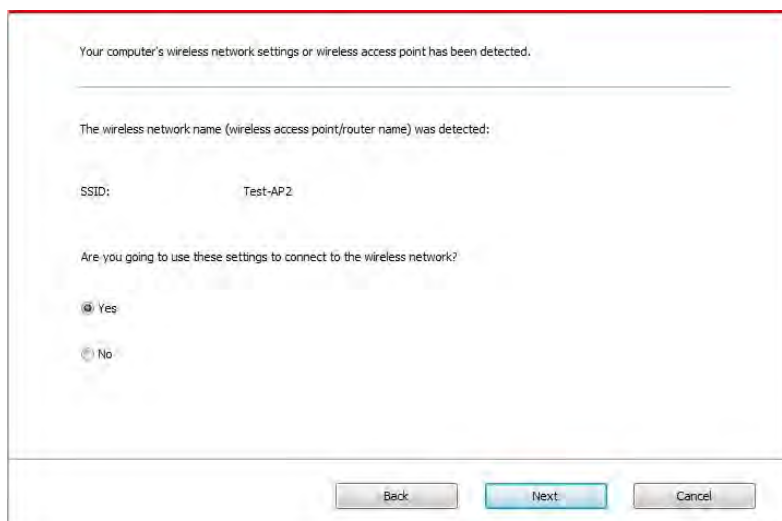 Your computer's wireless network settings or wireless access point has been detected.
The wireless network name (wireless access point/router name) was detected:
SSID: Test-AP2
Are you going to use these settings to connect to the wireless network?
Yes
No
Back Next Cancel